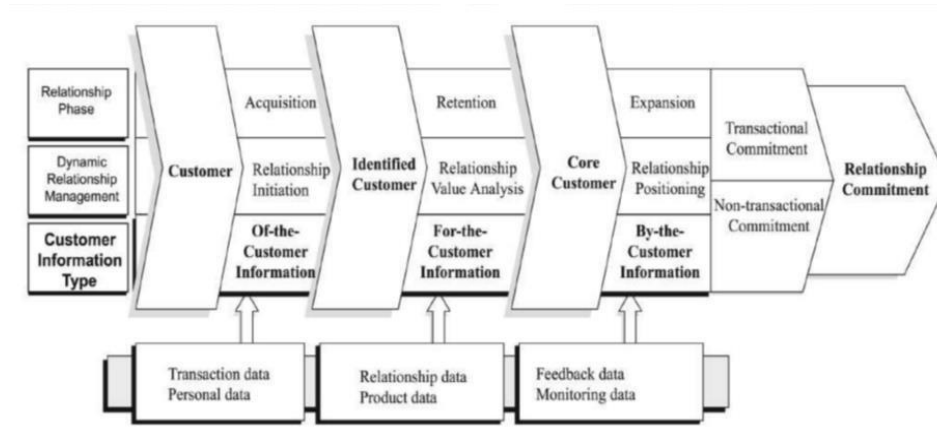 Relationship
Phase
Dynamic
Relationship
Management
Customer
Information
Type
Customer
Acquisition
Relationship
Initiation
Of-the-
Customer
Information
Identified
Customer
Retention
Relationship
Value Analysis
For-the-
Customer
Information
Core
Customer
Expansion
Relationship
Positioning
By-the-
Customer
Information
Transactional
Commitment
Non-transactional
Commitment
Relationship
Commitment
Transaction data
Personal data
Relationship data
Product data
Feedback data
Monitoring data